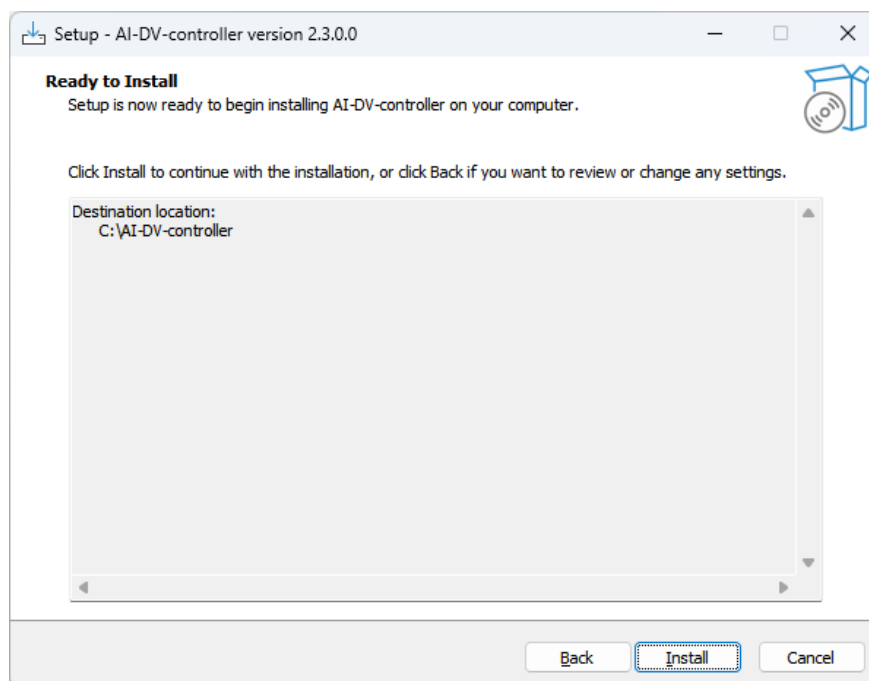 Setup - AI-DV-controller version 2.3.0.0
Ready to Install
Setup is now ready to begin installing AI-DV-controller on your computer.
Click Install to continue with the installation, or click Back if you want to review or change any settings.
Destination location:
C:\AI-DV-controller
Back
Install
Cancel